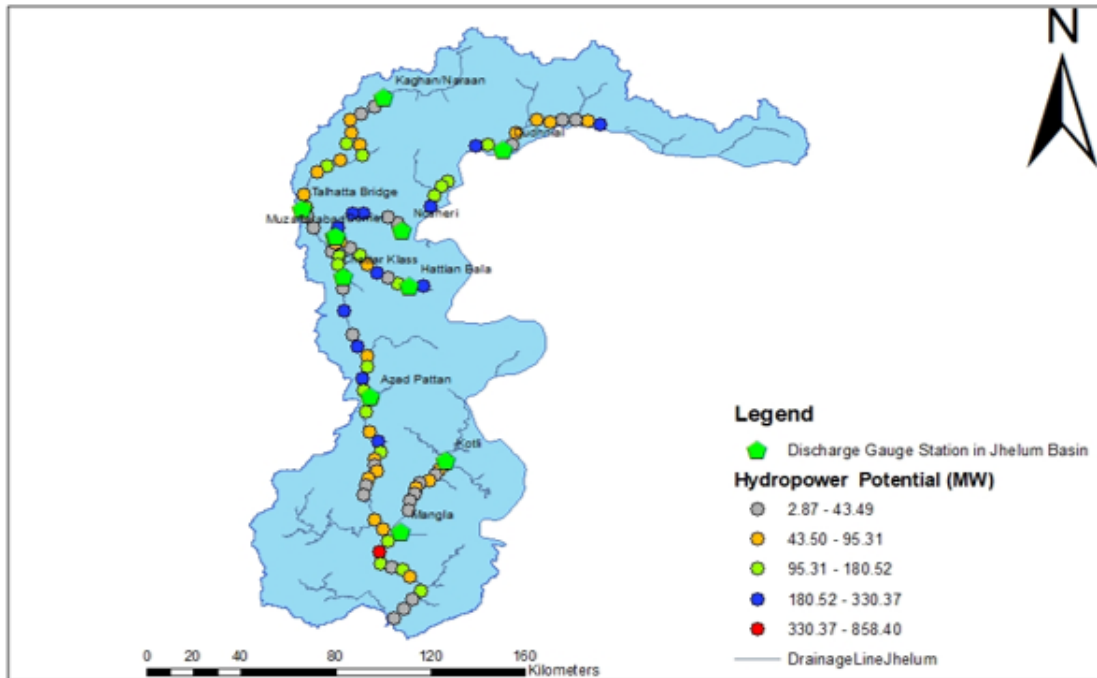 N
Kaghan/Naraan
Talhatta Bridge
Nosheri
Hattian Bala
Azad Pattan
Kotli
Mangla
Legend
Discharge Gauge Station in Jhelum Basin
Hydropower Potential (MW)
2.87 - 43.49
43.50 - 95.31
95.31 - 180.52
180.52 - 330.37
330.37 - 858.40
DrainageLineJhelum
0 20 40 80 120 160
Kilometers